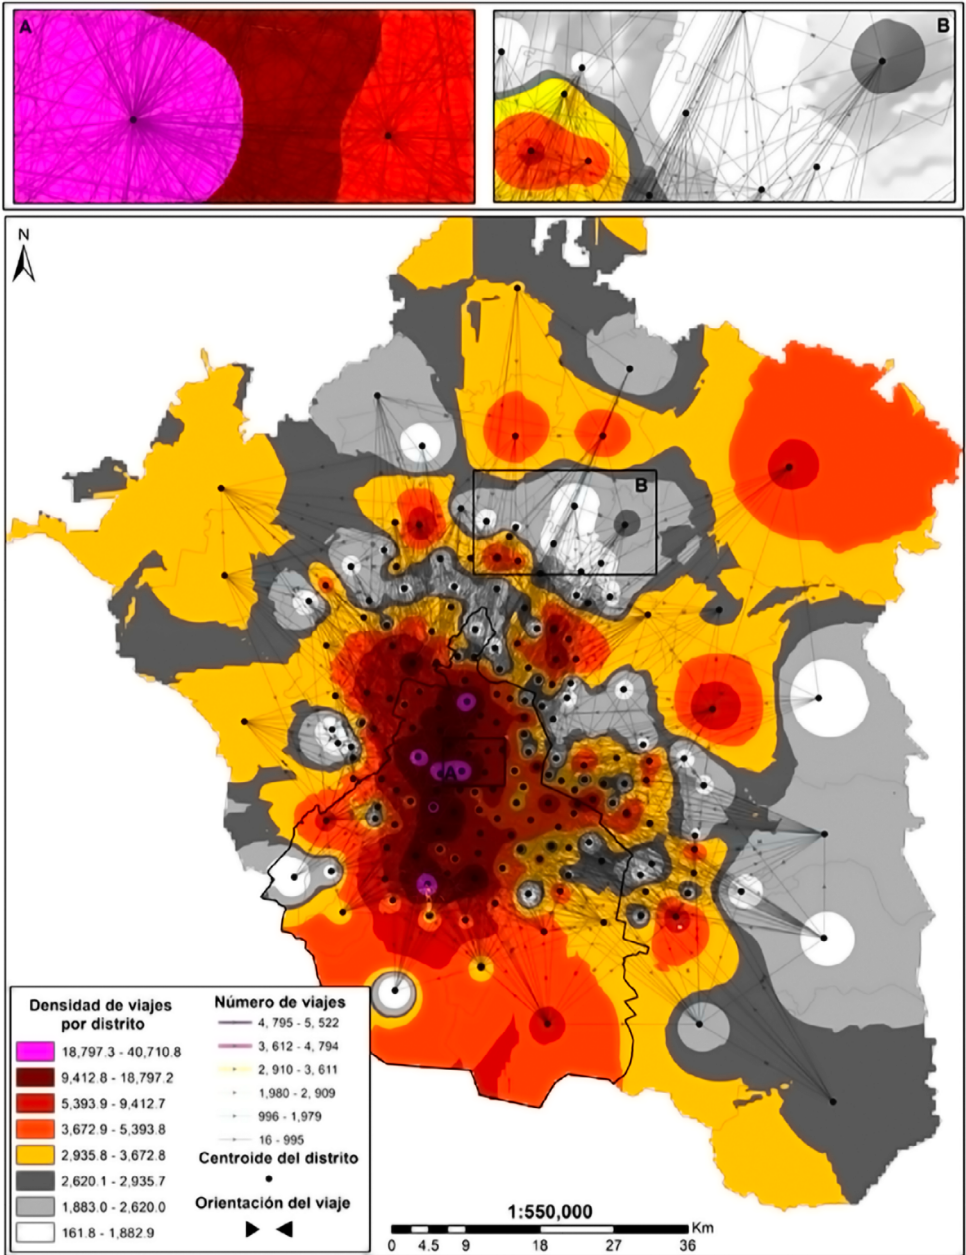 A
B
N
B
A
Densidad de viajes
por distrito
18,797.3 - 40,710.8
9,412.8 - 18,797.2
5,393.9 - 9,412.7
3,672.9 - 5,393.8
2,935.8 - 3,672.8
2,620.1 - 2,935.7
1,883.0 - 2,620.0
161.8 - 1,882.9
Número de viajes
4, 795 - 5, 522
3, 612 - 4, 794
2, 910 - 3, 611
1,980 - 2, 909
996 - 1,979
16 - 995
Centroide del distrito
Orientación del viaje
1:550,000
Km
0 4.5 9 18 27 36